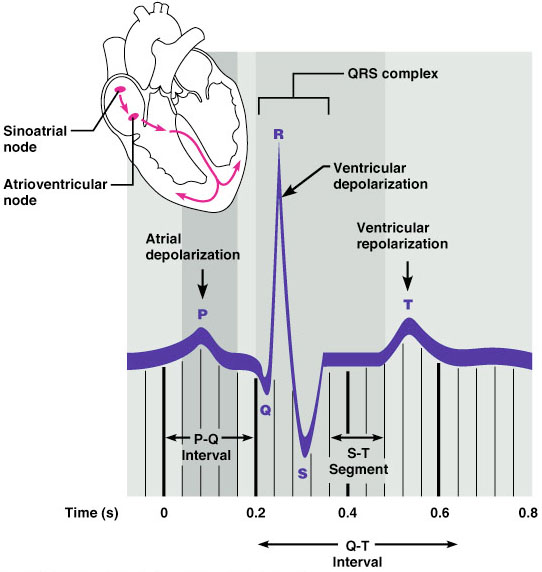 QRS complex
Sinoatrial
node
R
Atrioventricular
node
Ventricular
depolarization
Atrial
depolarization
Ventricular
repolarization
P
T
Q
P-Q
Interval
S-T
Segment
S
Time (s) 0 0.2 0.4 0.6 0.8
Q-T
Interval